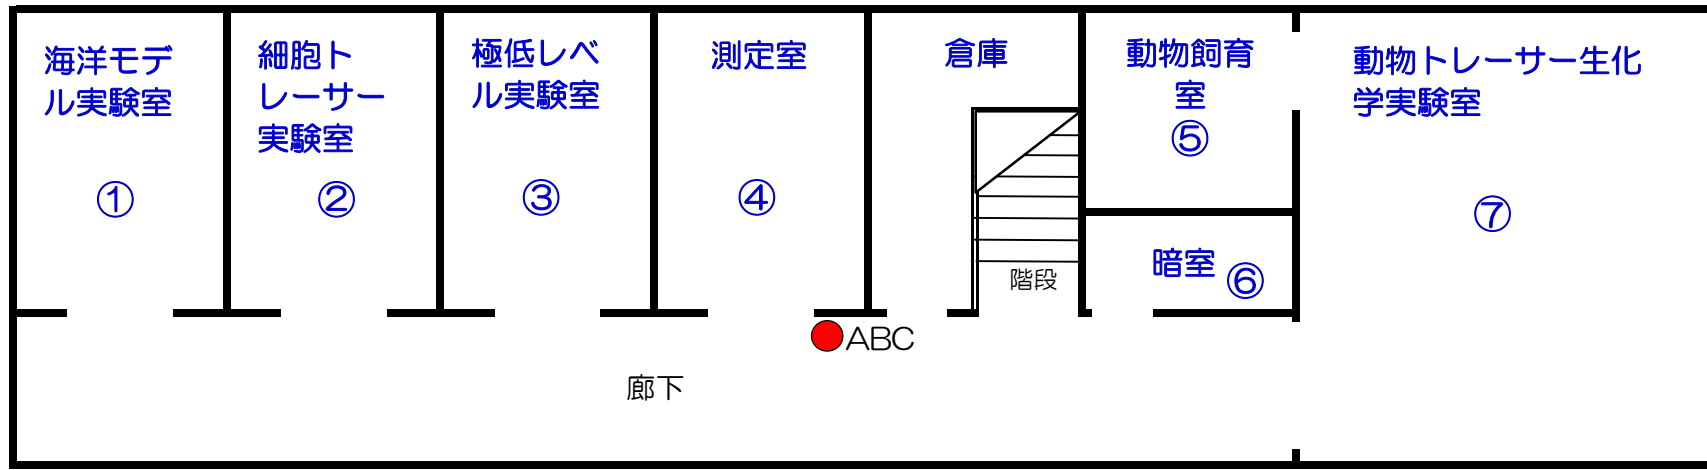 海洋モデ
ル実験室
①
細胞ト
レーサー
実験室
②
極低レベ
ル実験室
③
測定室
④
倉庫
階段
動物飼育
室
⑤
暗室
⑥
動物トレーサー生化
学実験室
⑦
ABC
廊下